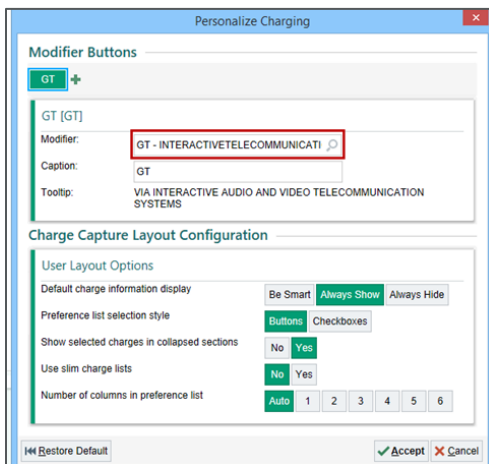 Personalize Charging
Modifier Buttons
GT
GT [GT]
Modifier: GT - INTERACTIVETELECOMMUNICATI
Caption: GT
Tooltip: VIA INTERACTIVE AUDIO AND VIDEO TELECOMMUNICATION
SYSTEMS
Charge Capture Layout Configuration
User Layout Options
Default charge information display Be Smart Always Show Always Hide
Preference list selection style Buttons Checkboxes
Show selected charges in collapsed sections No Yes
Use slim charge lists No Yes
Number of columns in preference list Auto 1 2 3 4 5 6
Restore Default Accept Cancel